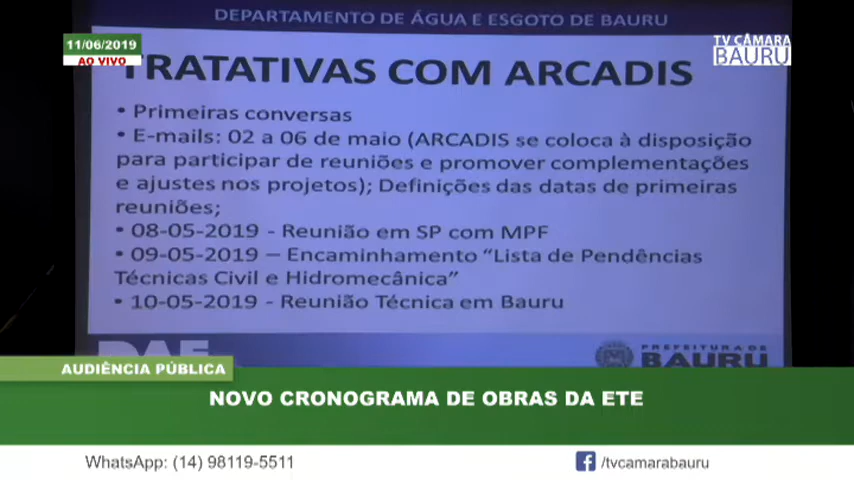 DEPARTAMENTO DE ÁGUA E ESGOTO DE BAURU
11/06/2019
AO VIVO
TV CÂMARA
BAURU
TRATATIVAS COM ARCADIS
• Primeiras conversas
• E-mails: 02 a 06 de maio (ARCADIS se coloca à disposição
para participar de reuniões e promover complementações
e ajustes nos projetos); Definições das datas de primeiras
reuniões;
• 08-05-2019 - Reunião em SP com MPF
• 09-05-2019 – Encaminhamento “Lista de Pendências
Técnicas Civil e Hidromecânica”
• 10-05-2019 - Reunião Técnica em Bauru
DAE
PREFEITURA DE
BAURU
AUDIÊNCIA PÚBLICA
NOVO CRONOGRAMA DE OBRAS DA ETE
WhatsApp: (14) 98119-5511
/tvcamarabauru